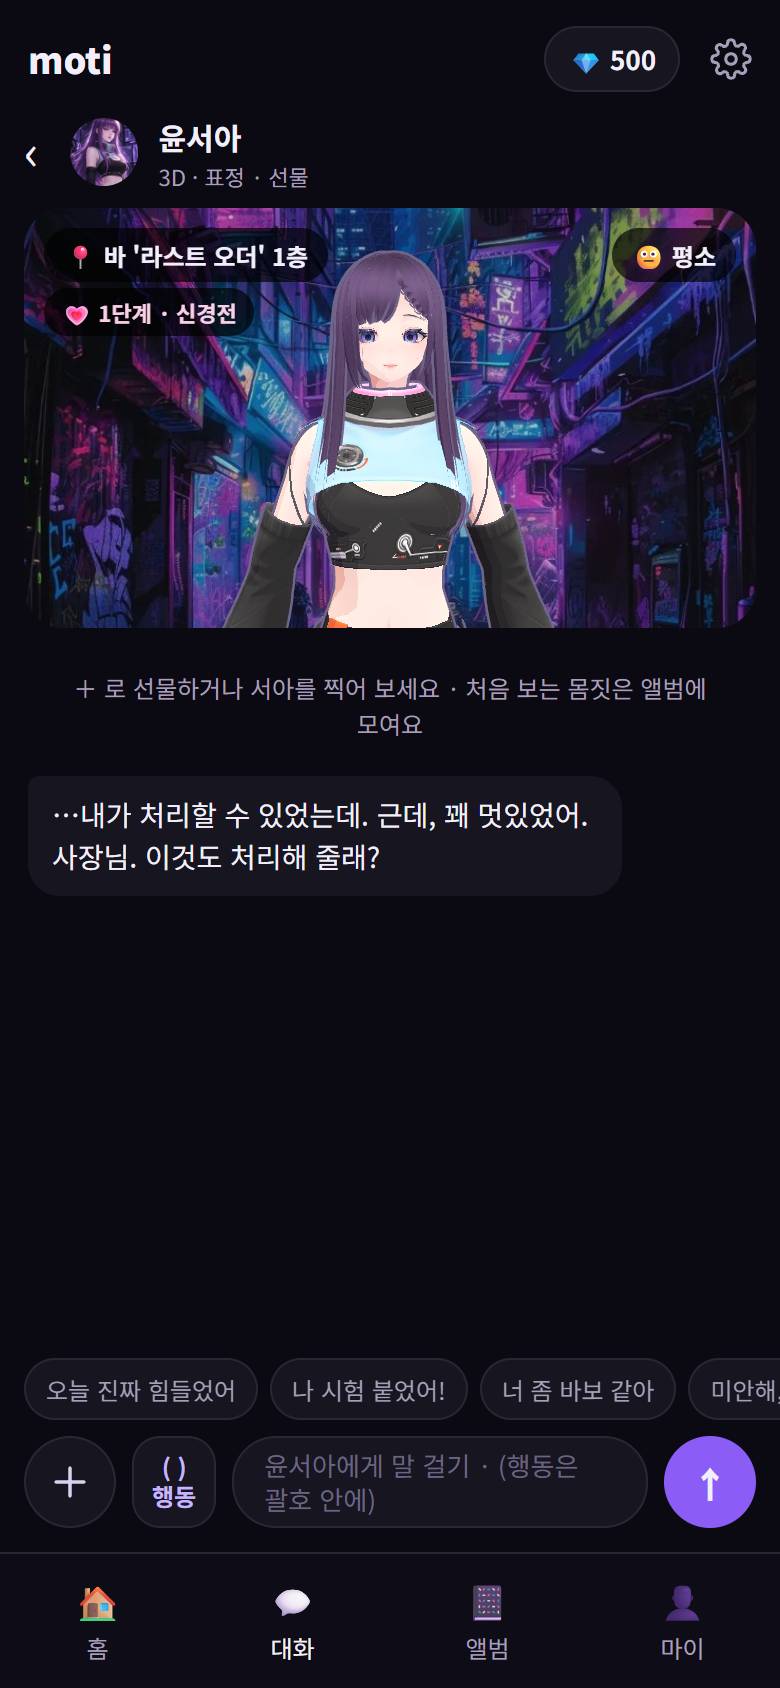 moti
500
윤서아
3D · 표정 · 선물
바 '라스트 오더' 1층
평소
1단계 · 신경전
+ 로 선물하거나 서아를 찍어 보세요 · 처음 보는 몸짓은 앨범에
모여요
…내가 처리할 수 있었는데. 근데, 꽤 멋있었어.
사장님. 이것도 처리해 줄래?
오늘 진짜 힘들었어
나 시험 붙었어!
너 좀 바보 같아
미안해,
( )
행동
윤서아에게 말 걸기 · (행동은
괄호 안에)
홈
대화
앨범
마이